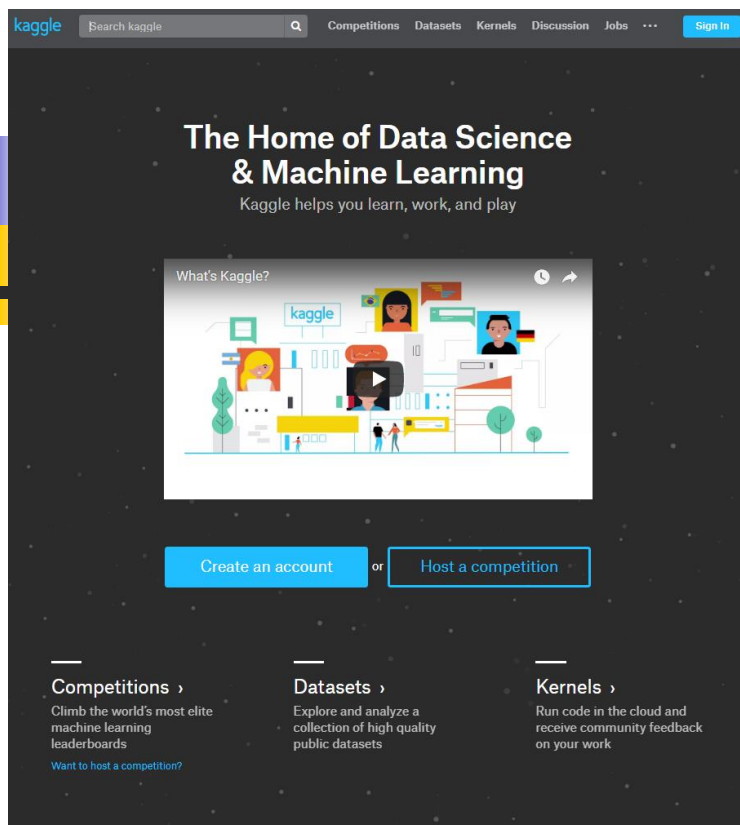 kaggle
Search kaggle
Competitions Datasets Kernels Discussion Jobs ...
Sign In
The Home of Data Science
& Machine Learning
Kaggle helps you learn, work, and play
What's Kaggle?
kaggle
Create an account or Host a competition
Competitions ›
Climb the world's most elite
machine learning
leaderboards
Want to host a competition?
Datasets ›
Explore and analyze a
collection of high quality
public datasets
Kernels ›
Run code in the cloud and
receive community feedback
on your work